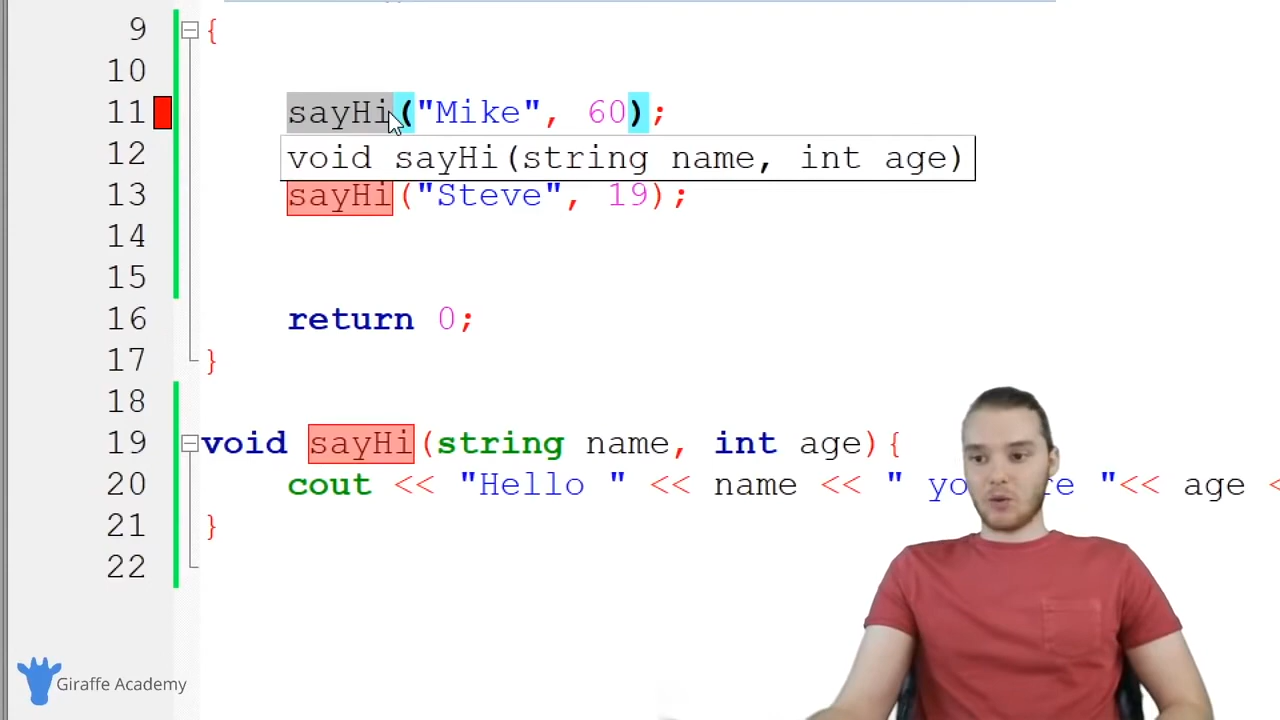 9 {
10
11 sayHi("Mike", 60);
12 void sayHi(string name, int age)
13 sayHi("Steve", 19);
14
15
16 return 0;
17 }
18
19 void sayHi(string name, int age){
20 cout << "Hello " << name << " yo re "<< age <
21 }
22
Giraffe Academy